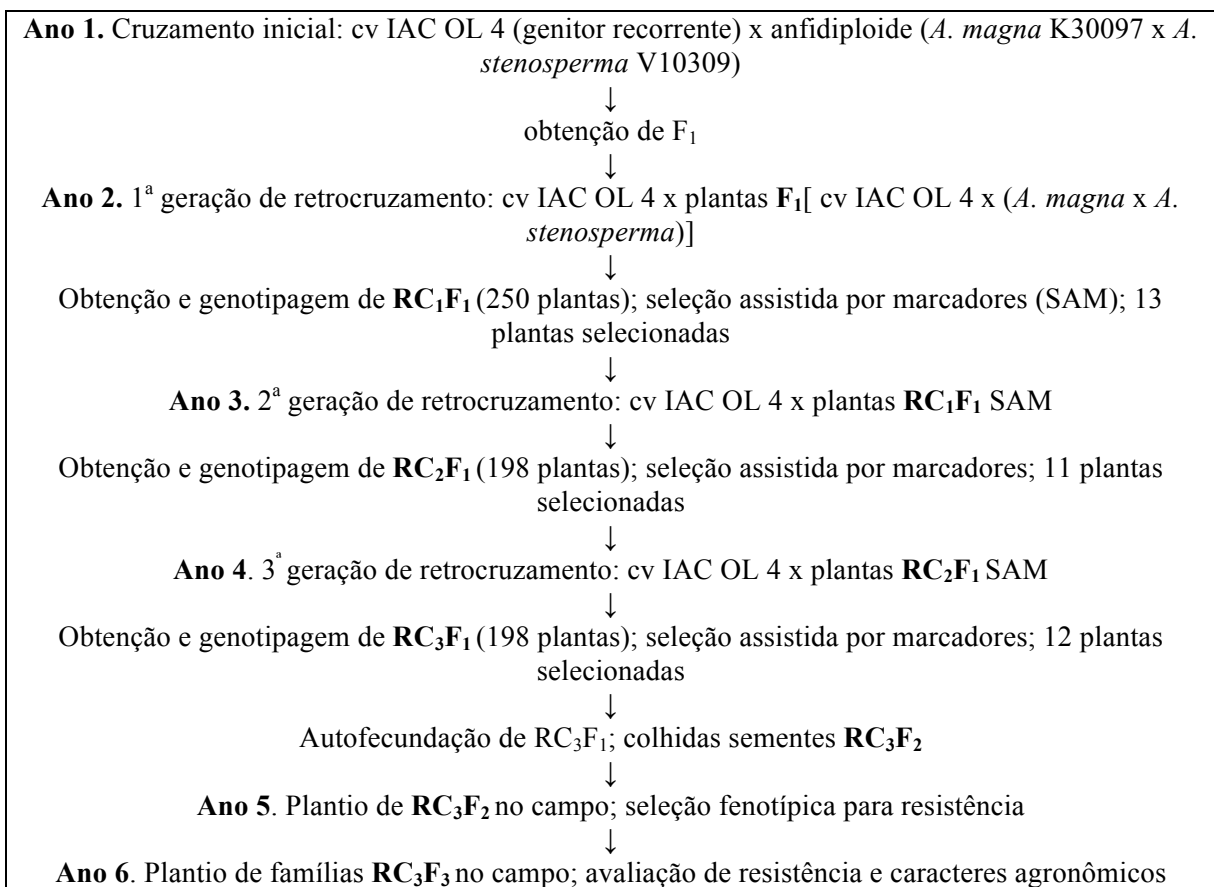 Ano 1. Cruzamento inicial: cv IAC OL 4 (genitor recorrente) x anfidiploide (A. magna K30097 x A.
stenosperma V10309)
↓
obtenção de F1
↓
Ano 2. 1ª geração de retrocruzamento: cv IAC OL 4 x plantas F1[ cv IAC OL 4 x (A. magna x A.
stenosperma)]
↓
Obtenção e genotipagem de RC1F1 (250 plantas); seleção assistida por marcadores (SAM); 13
plantas selecionadas
↓
Ano 3. 2ª geração de retrocruzamento: cv IAC OL 4 x plantas RC1F1 SAM
↓
Obtenção e genotipagem de RC2F1 (198 plantas); seleção assistida por marcadores; 11 plantas
selecionadas
↓
Ano 4. 3ª geração de retrocruzamento: cv IAC OL 4 x plantas RC2F1 SAM
↓
Obtenção e genotipagem de RC3F1 (198 plantas); seleção assistida por marcadores; 12 plantas
selecionadas
↓
Autofecundação de RC3F1; colhidas sementes RC3F2
↓
Ano 5. Plantio de RC3F2 no campo; seleção fenotípica para resistência
↓
Ano 6. Plantio de famílias RC3F3 no campo; avaliação de resistência e caracteres agronômicos